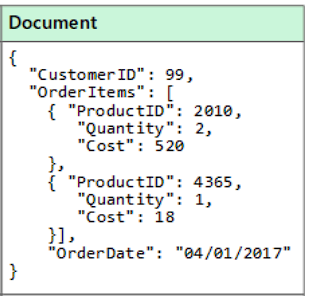 Document
{
  "CustomerID": 99,
  "OrderItems": [
    { "ProductID": 2010,
      "Quantity": 2,
      "Cost": 520
    },
    { "ProductID": 4365,
      "Quantity": 1,
      "Cost": 18
    }],
    "OrderDate": "04/01/2017"
}